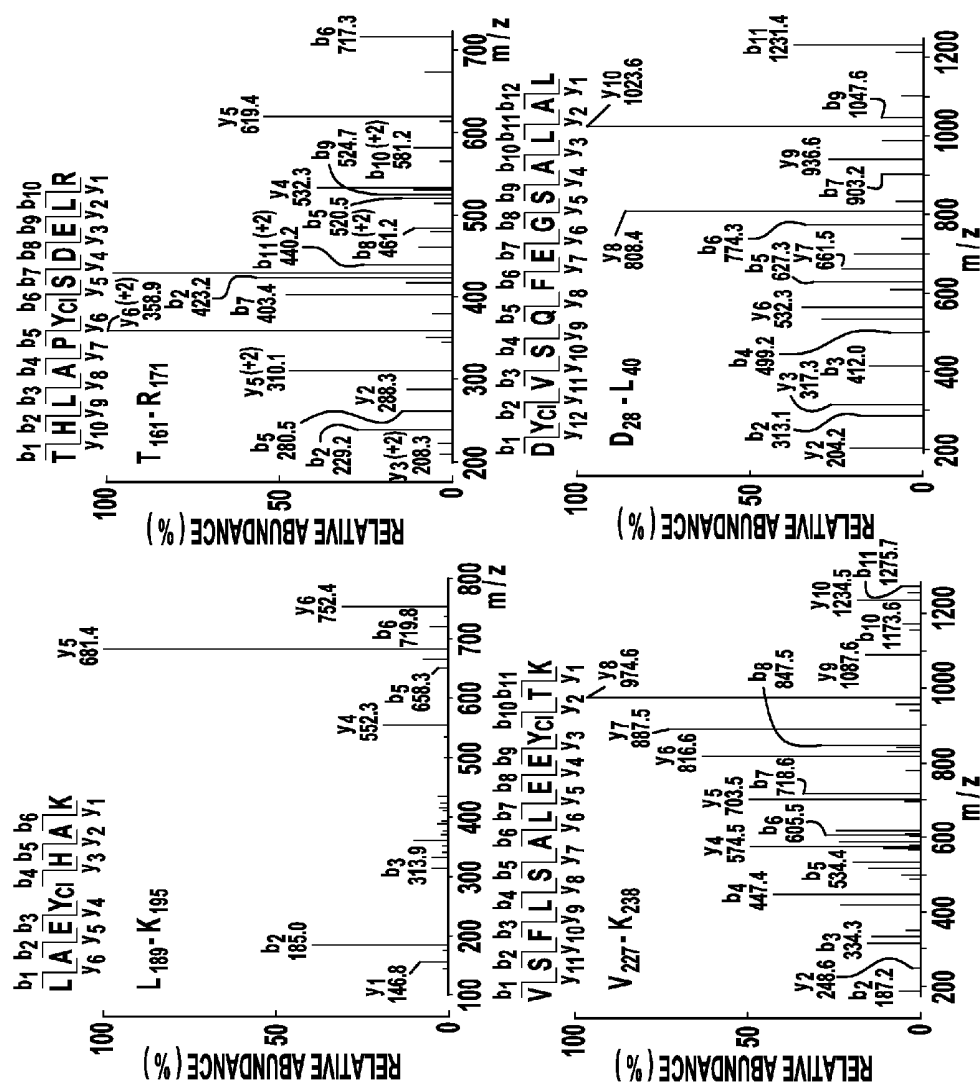 b1 b2 b3 b4 b5 b6
L A E YCl H A K
y6 y5 y4 y3 y2 y1
L189 - K195
RELATIVE ABUNDANCE (%)
100
50
0
y1
146.8
b2
185.0
b3
313.9
y4
552.3
b5
658.3
y5
681.4
b6
719.8
y6
752.4
100 200 300 400 500 600 700 800
m / z
b1 b2 b3 b4 b5 b6 b7 b8 b9 b10
T H L A P YCl S D E L R
y10 y9 y8 y7 y6 y5 y4 y3 y2 y1
T161 - R171
RELATIVE ABUNDANCE (%)
100
50
0
y3 (+2)
208.3
b2
229.2
b5
280.5
y2
288.3
y5 (+2)
310.1
y6 (+2)
358.9
b7
403.4
b2
423.2
b11 (+2)
440.2
b8 (+2)
461.2
b5
520.5
b9
524.7
y4
532.3
b10 (+2)
581.2
y5
619.4
b6
717.3
200 300 400 500 600 700
m / z
b1 b2 b3 b4 b5 b6 b7 b8 b9 b10 b11
V S F L S A L E E YCl T K
y11 y10 y9 y8 y7 y6 y5 y4 y3 y2 y1
V227 - K238
RELATIVE ABUNDANCE (%)
100
50
0
b2
187.2
y2
248.6
b3
334.3
b4
447.4
b5
534.4
y4
574.5
b6
605.5
y5
703.5
b7
718.6
y6
816.6
b8
847.5
y7
887.5
y8
974.6
y9
1087.6
b10
1173.6
y10
1234.5
b11
1275.7
200 400 600 800 1000 1200
m / z
b1 b2 b3 b4 b5 b6 b7 b8 b9 b10 b11 b12
D YCl V S Q F E G S A L A L
y12 y11 y10 y9 y8 y7 y6 y5 y4 y3 y2 y1
D28 - L40
RELATIVE ABUNDANCE (%)
100
50
0
y2
204.2
b2
313.1
y3
317.3
b3
412.0
b4
499.2
y6
532.3
b5
627.3
y7
661.5
b6
774.3
y8
808.4
b7
903.2
y9
936.6
y10
1023.6
b9
1047.6
b11
1231.4
200 400 600 800 1000 1200
m / z